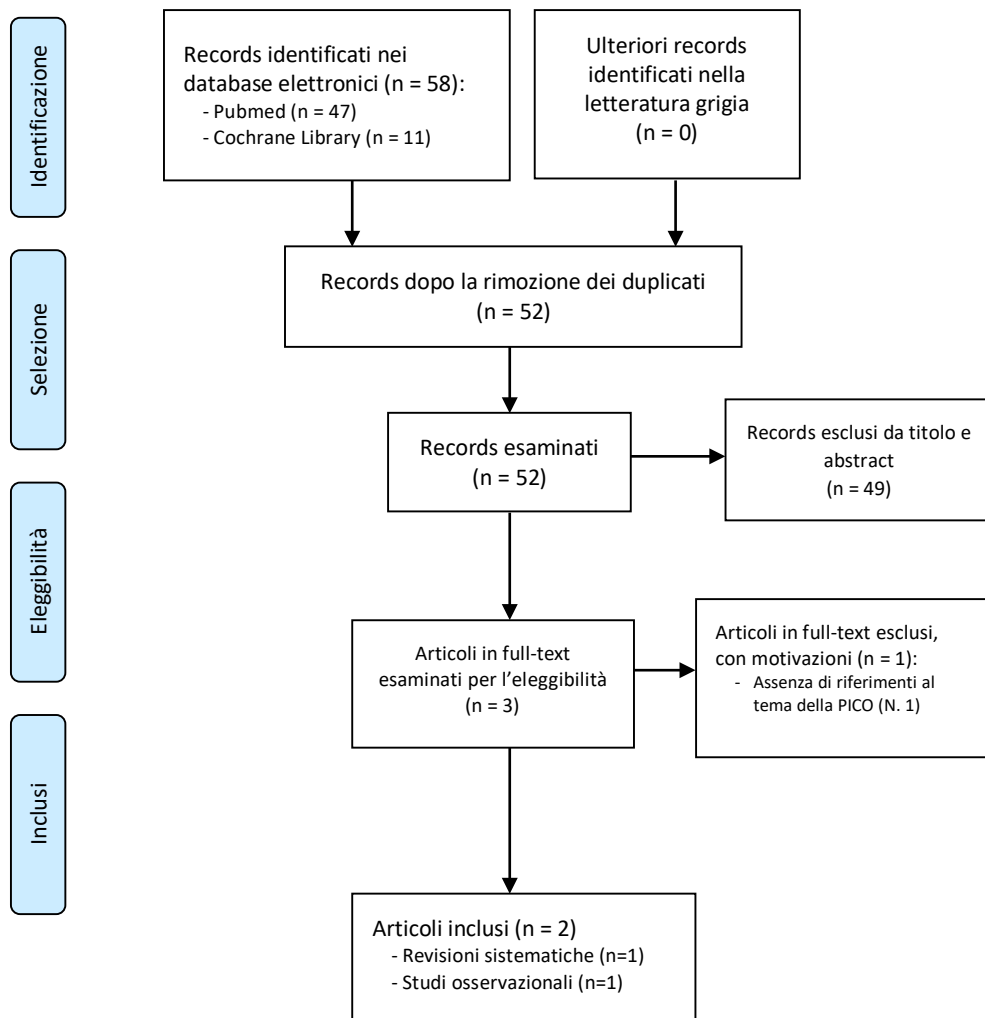 Identificazione
Records identificati nei
database elettronici (n = 58):
- Pubmed (n = 47)
- Cochrane Library (n = 11)
Ulteriori records
identificati nella
letteratura grigia
(n = 0)
Selezione
Records dopo la rimozione dei duplicati
(n = 52)
Records esaminati
(n = 52)
Records esclusi da titolo e
abstract
(n = 49)
Eleggibilità
Articoli in full-text
esaminati per l’eleggibilità
(n = 3)
Articoli in full-text esclusi,
con motivazioni (n = 1):
- Assenza di riferimenti al
tema della PICO (N. 1)
Inclusi
Articoli inclusi (n = 2)
- Revisioni sistematiche (n=1)
- Studi osservazionali (n=1)